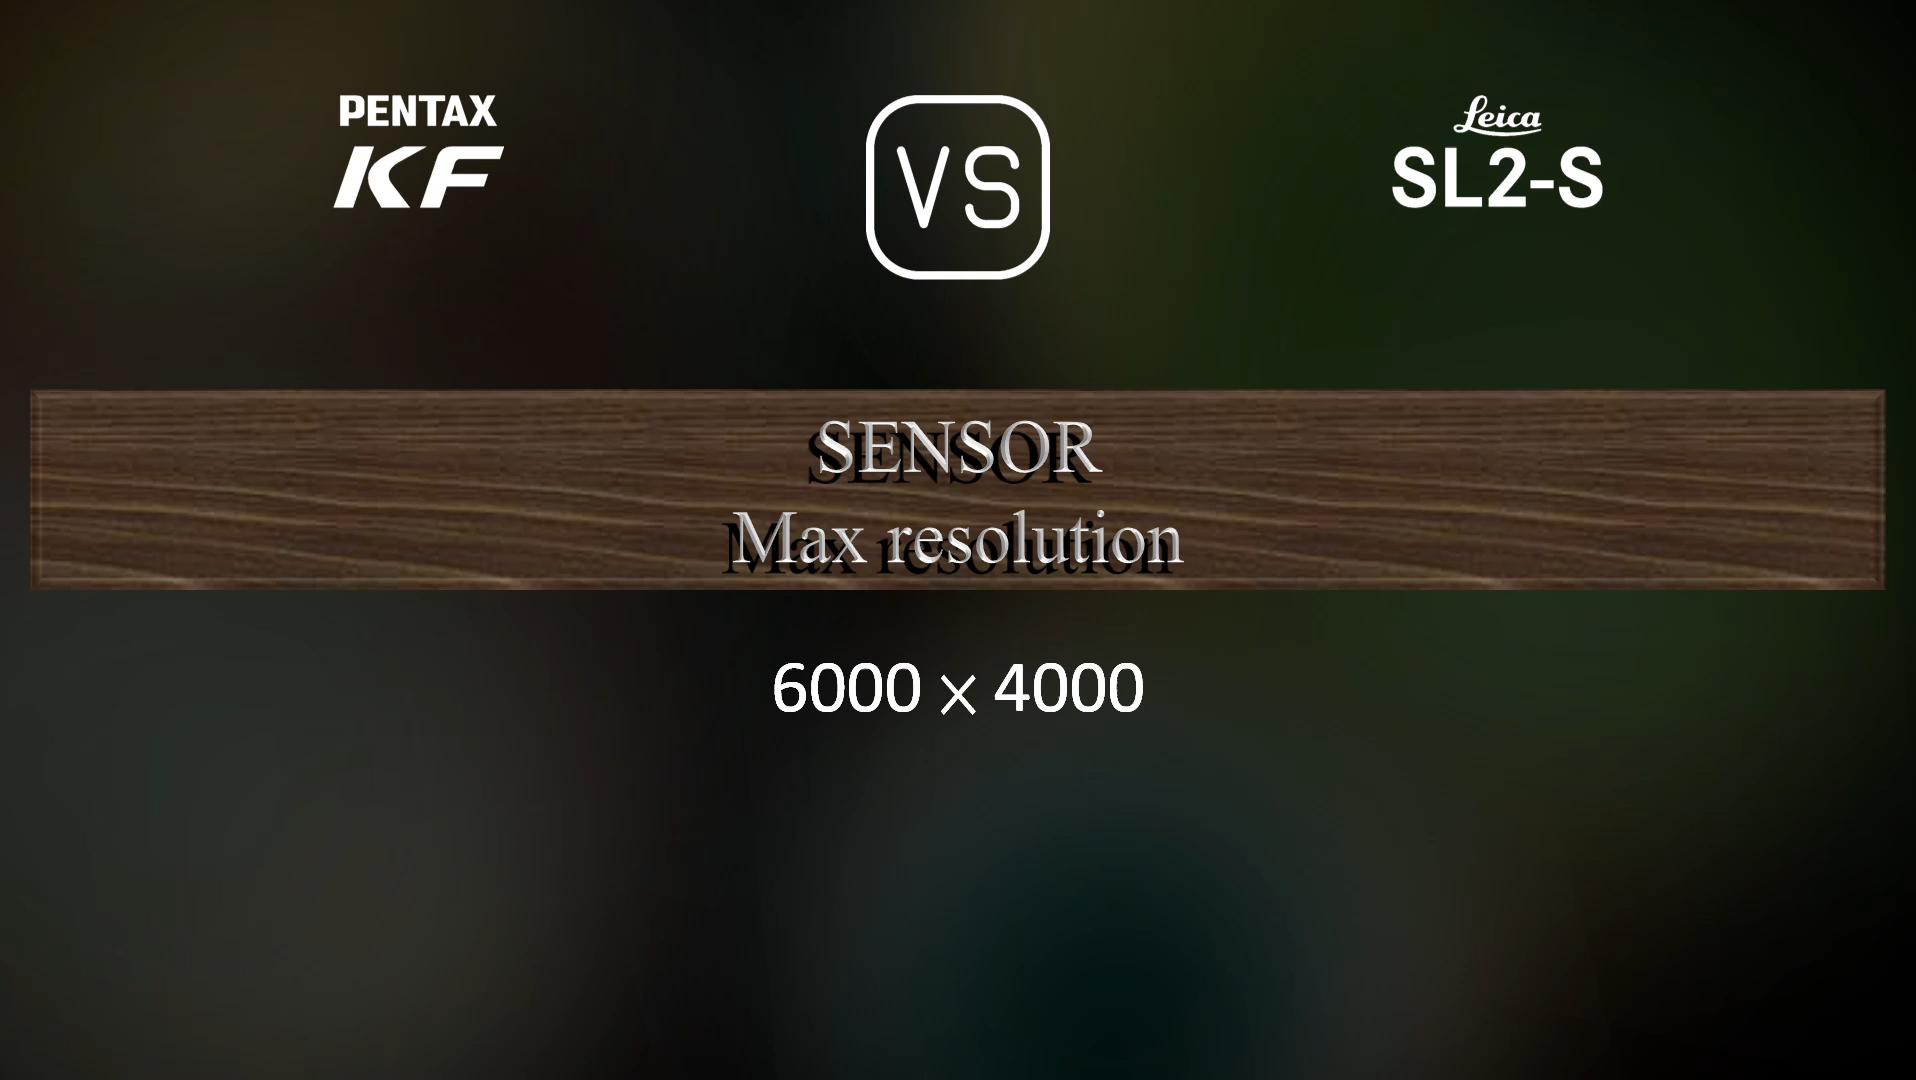 PENTAX
KF
VS
Leica
SL2-S
SENSOR
Max resolution
6000 x 4000